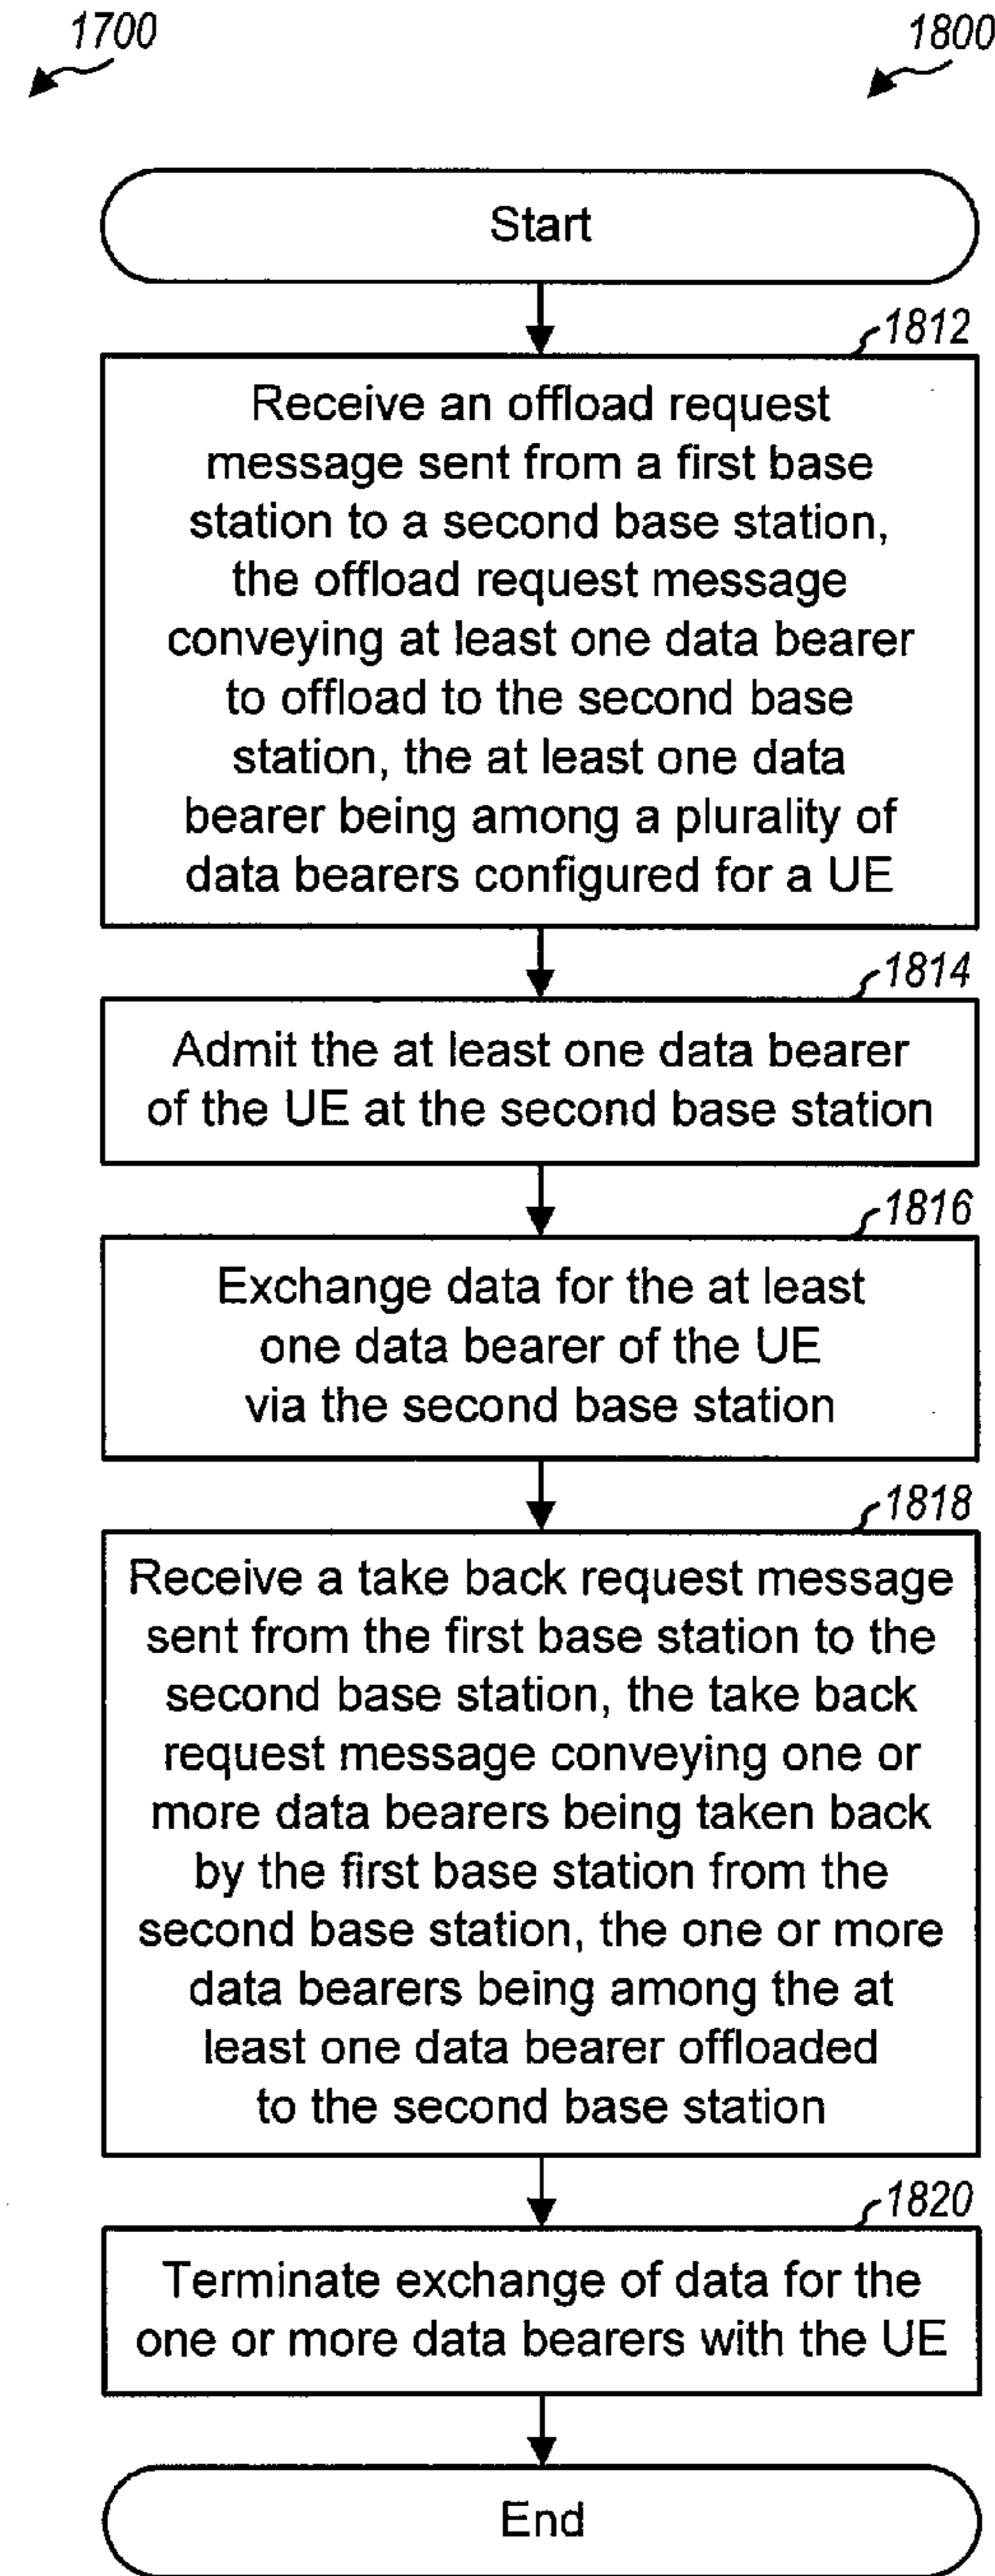 1700
1800
Start
1812
Receive an offload request
message sent from a first base
station to a second base station,
the offload request message
conveying at least one data bearer
to offload to the second base
station, the at least one data
bearer being among a plurality of
data bearers configured for a UE
1814
Admit the at least one data bearer
of the UE at the second base station
1816
Exchange data for the at least
one data bearer of the UE
via the second base station
1818
Receive a take back request message
sent from the first base station to the
second base station, the take back
request message conveying one or
more data bearers being taken back
by the first base station from the
second base station, the one or more
data bearers being among the at
least one data bearer offloaded
to the second base station
1820
Terminate exchange of data for the
one or more data bearers with the UE
End